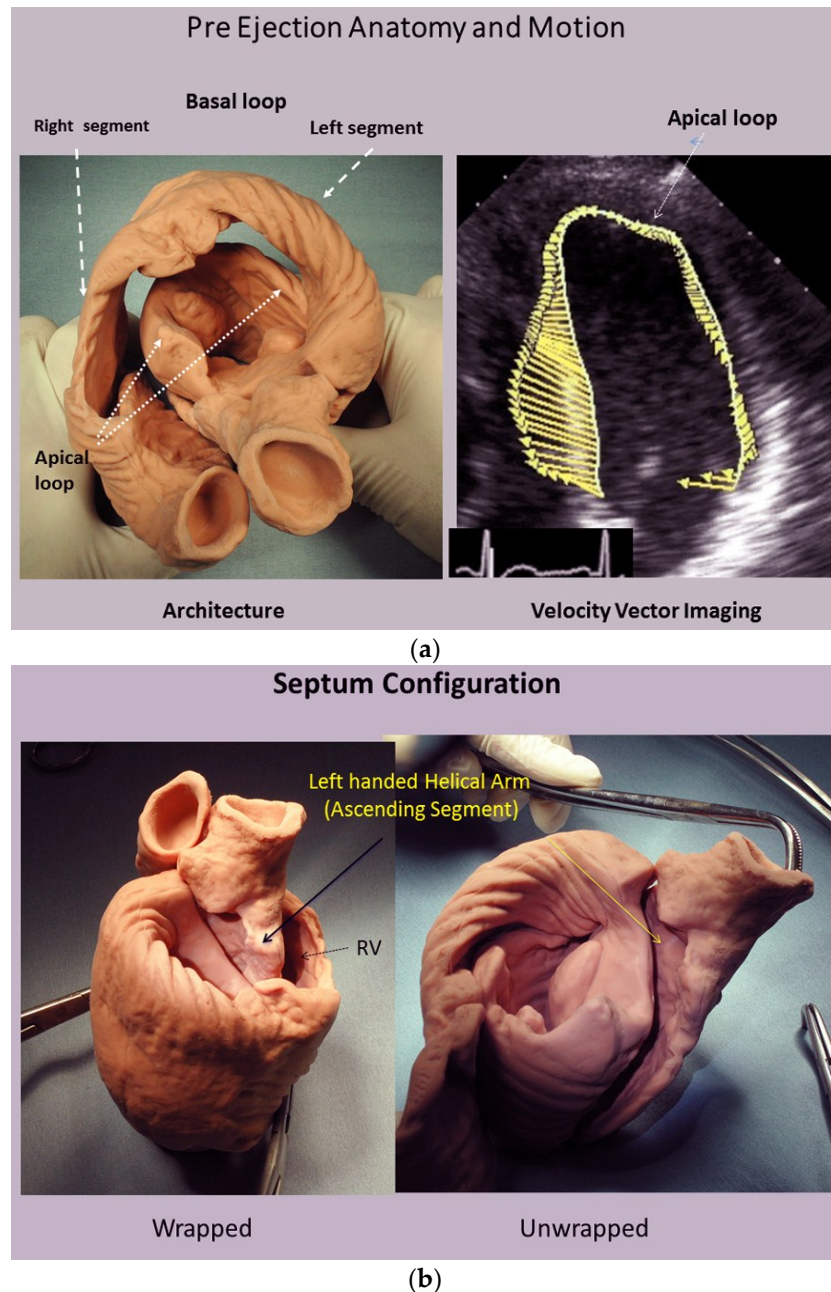 Pre Ejection Anatomy and Motion
Basal loop
Right segment
Left segment
Apical loop
Apical
loop
Architecture
Velocity Vector Imaging
(a)
Septum Configuration
Left handed Helical Arm
(Ascending Segment)
RV
Wrapped
Unwrapped
(b)